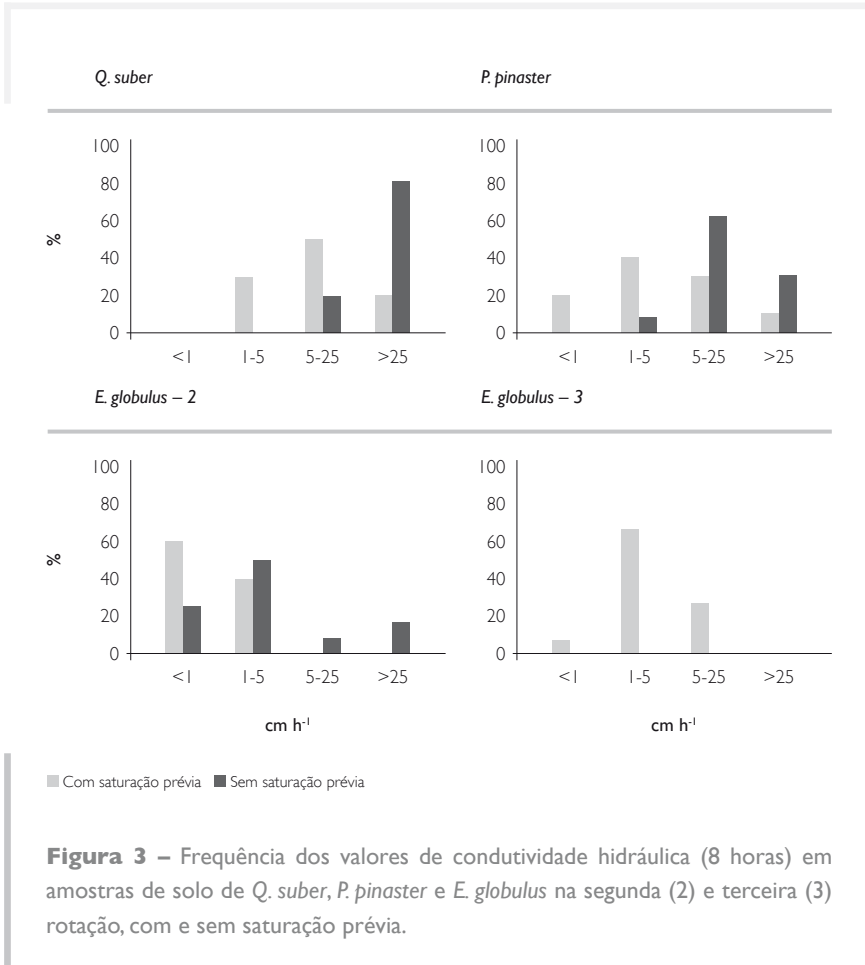 Q. suber P. pinaster
100 100
80 80
60 60
% 40 40
20 20
0 0
<1 1-5 5-25 >25 <1 1-5 5-25 >25
E. globulus – 2 E. globulus – 3
100 100
80 80
60 60
% 40 40
20 20
0 0
<1 1-5 5-25 >25 <1 1-5 5-25 >25
cm h-1 cm h-1
Com saturação prévia Sem saturação prévia
Figura 3 – Frequência dos valores de condutividade hidráulica (8 horas) em
amostras de solo de Q. suber, P. pinaster e E. globulus na segunda (2) e terceira (3)
rotação, com e sem saturação prévia.